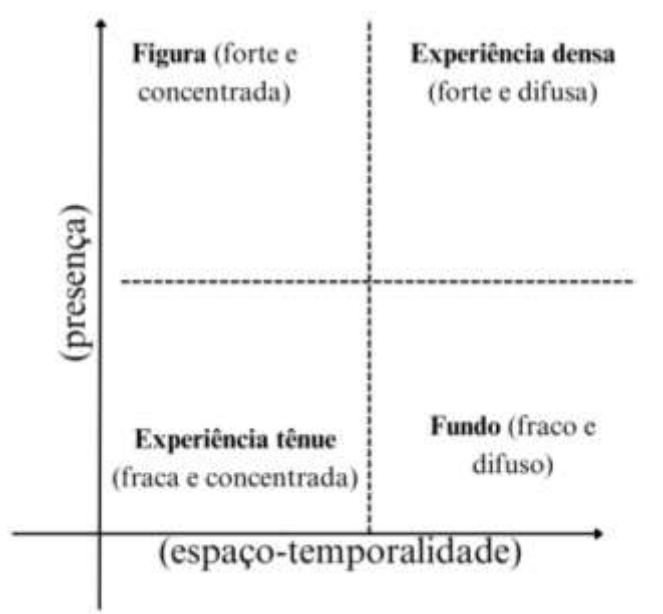 Figura (forte e
concentrada)
Experiência densa
(forte e difusa)
(presença)
Experiência tênue
(fraca e concentrada)
Fundo (fraco e
difuso)
(espaço-temporalidade)